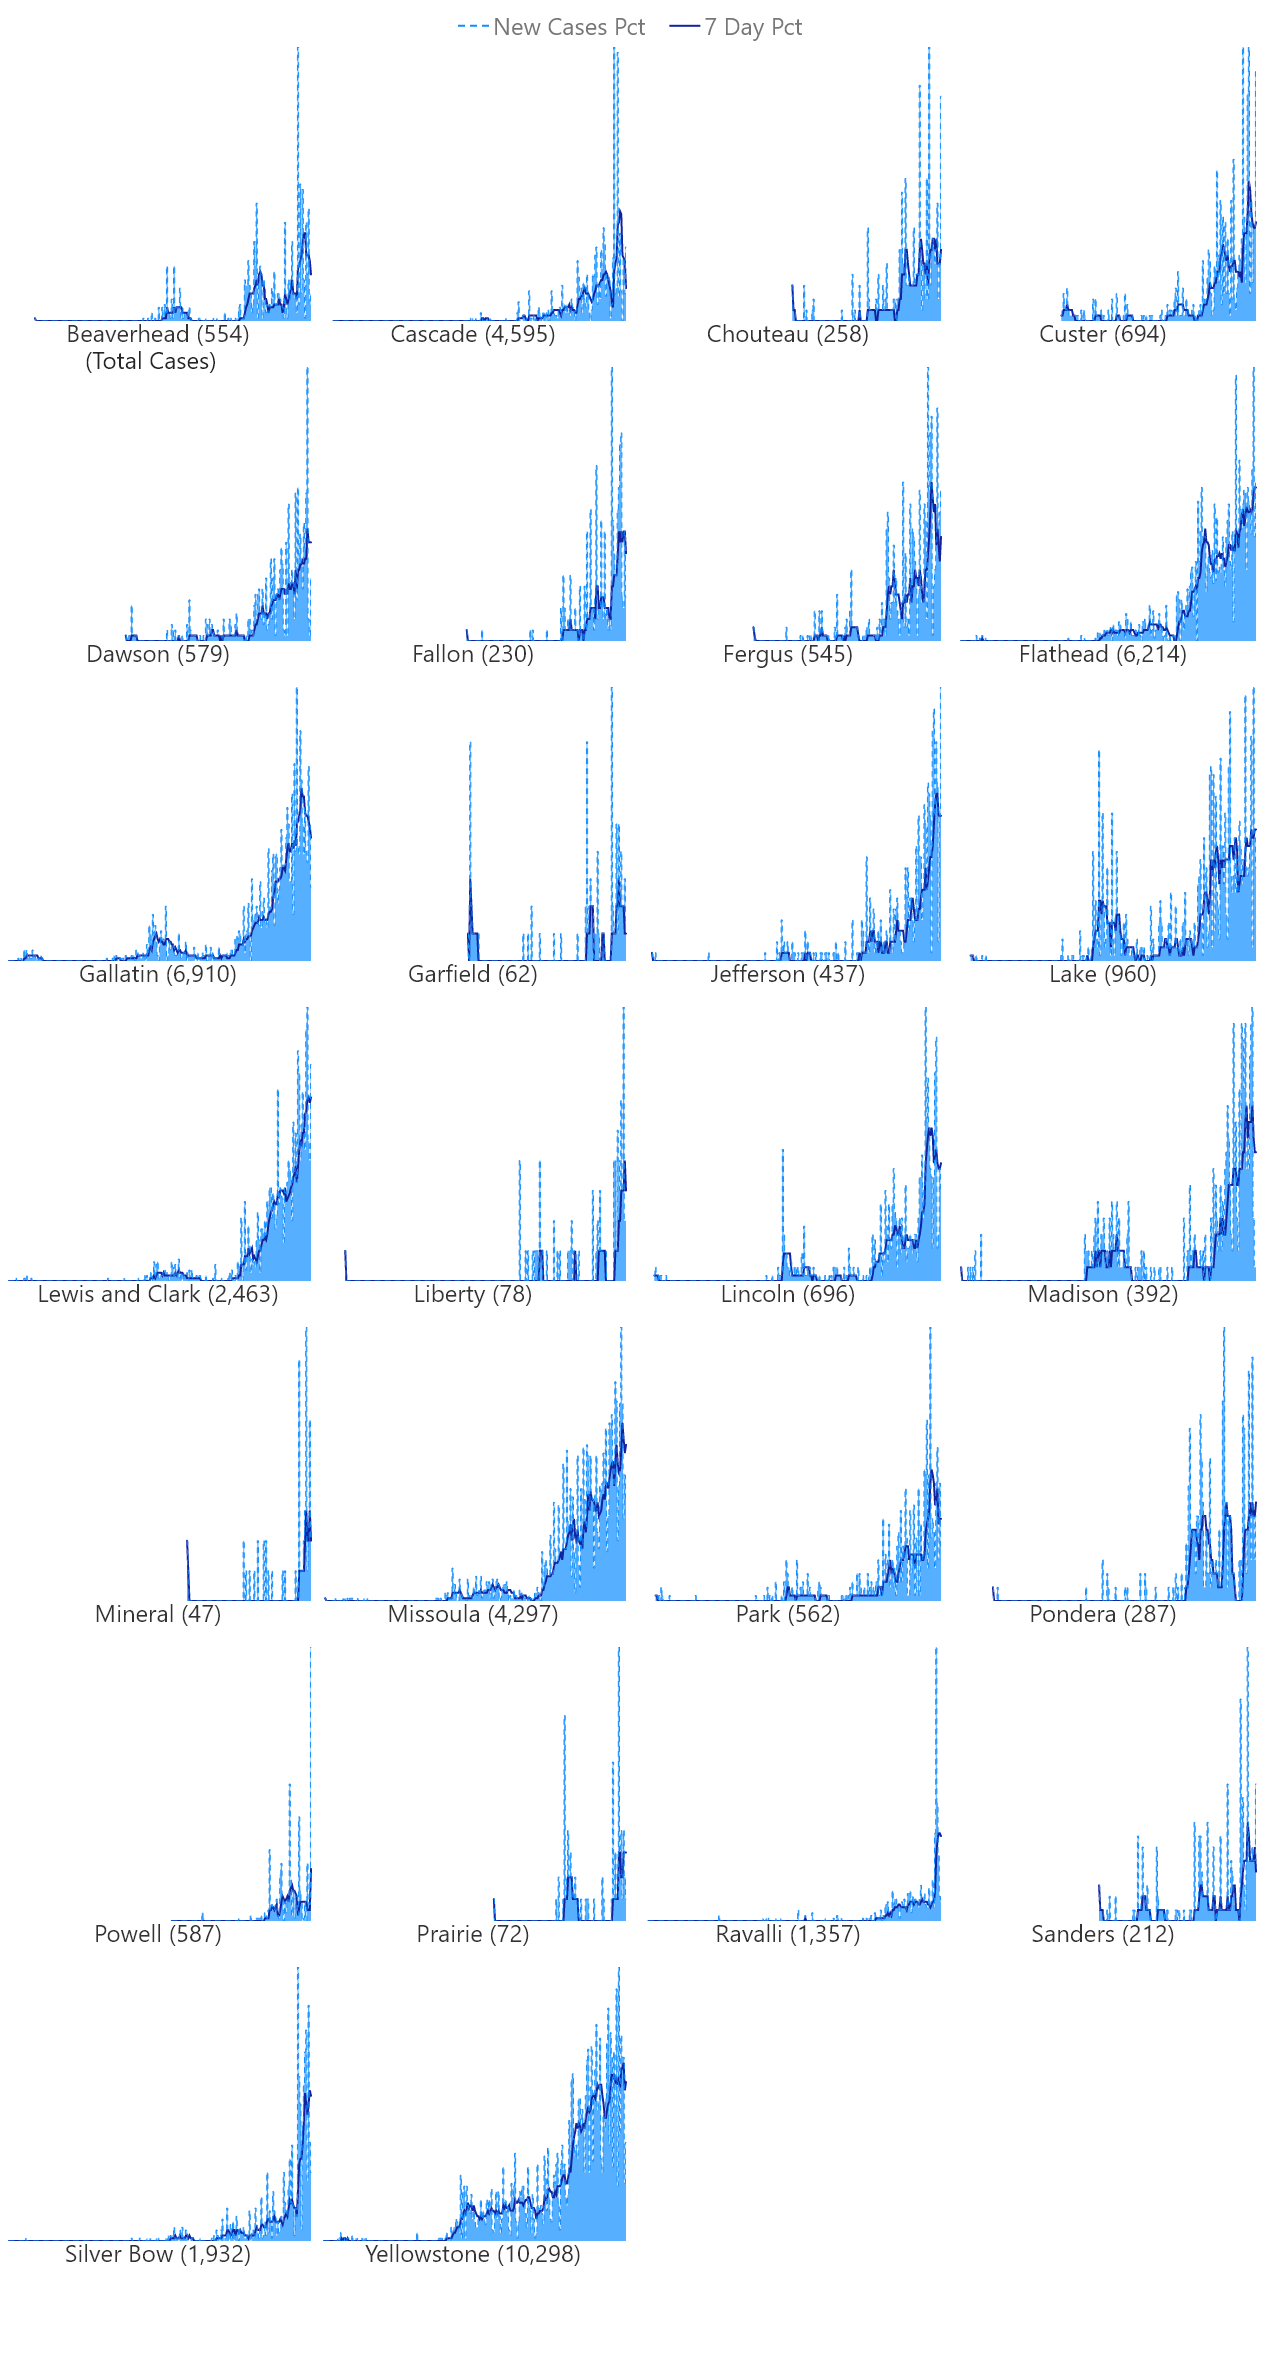 New Cases Pct 7 Day Pct
Beaverhead (554) Cascade (4,595) Chouteau (258) Custer (694)
(Total Cases)
Dawson (579) Fallon (230) Fergus (545) Flathead (6,214)
Gallatin (6,910) Garfield (62) Jefferson (437) Lake (960)
Lewis and Clark (2,463) Liberty (78) Lincoln (696) Madison (392)
Mineral (47) Missoula (4,297) Park (562) Pondera (287)
Powell (587) Prairie (72) Ravalli (1,357) Sanders (212)
Silver Bow (1,932) Yellowstone (10,298)